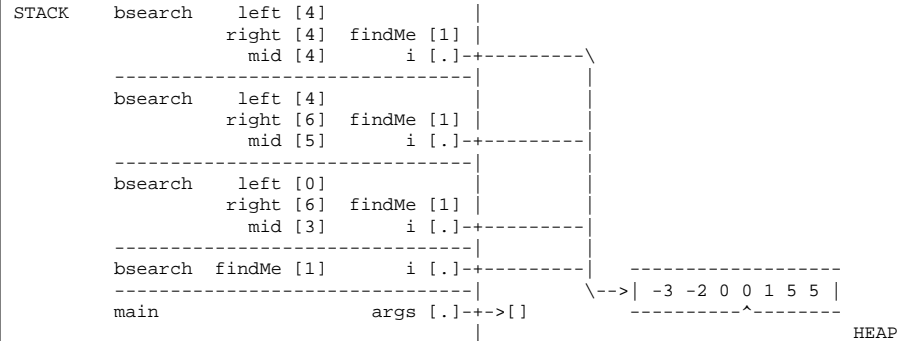 STACK   bsearch    left [4]              |
                  right [4]  findMe [1]  |
                    mid [4]       i [.]-+---------\
        --------------------------------|         |
        bsearch    left [4]              |         |
                  right [6]  findMe [1]  |         |
                    mid [5]       i [.]-+---------|
        --------------------------------|         |
        bsearch    left [0]              |         |
                  right [6]  findMe [1]  |         |
                    mid [3]       i [.]-+---------|
        --------------------------------|         |
        bsearch  findMe [1]       i [.]-+---------|   -------------------
        --------------------------------|         \-->| -3 -2 0 0 1 5 5 |
        main                   args [.]-+->[]         ----------^--------
                                        |                                 HEAP